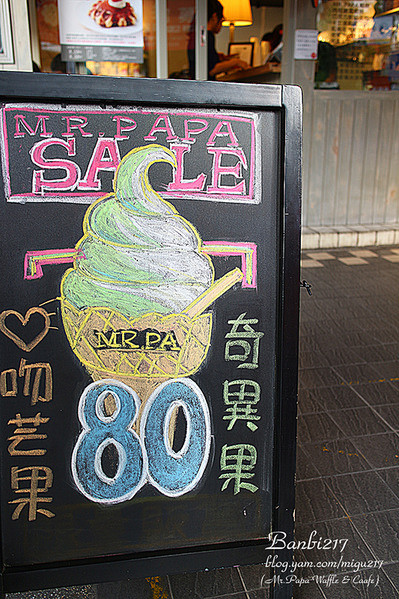 MR. PAPA
SALE
MR.PA
80
♡吻芒果
奇異果
Banbi217
blog.yam.com/migu217
(Mr.Papa Waffle & Caafe)